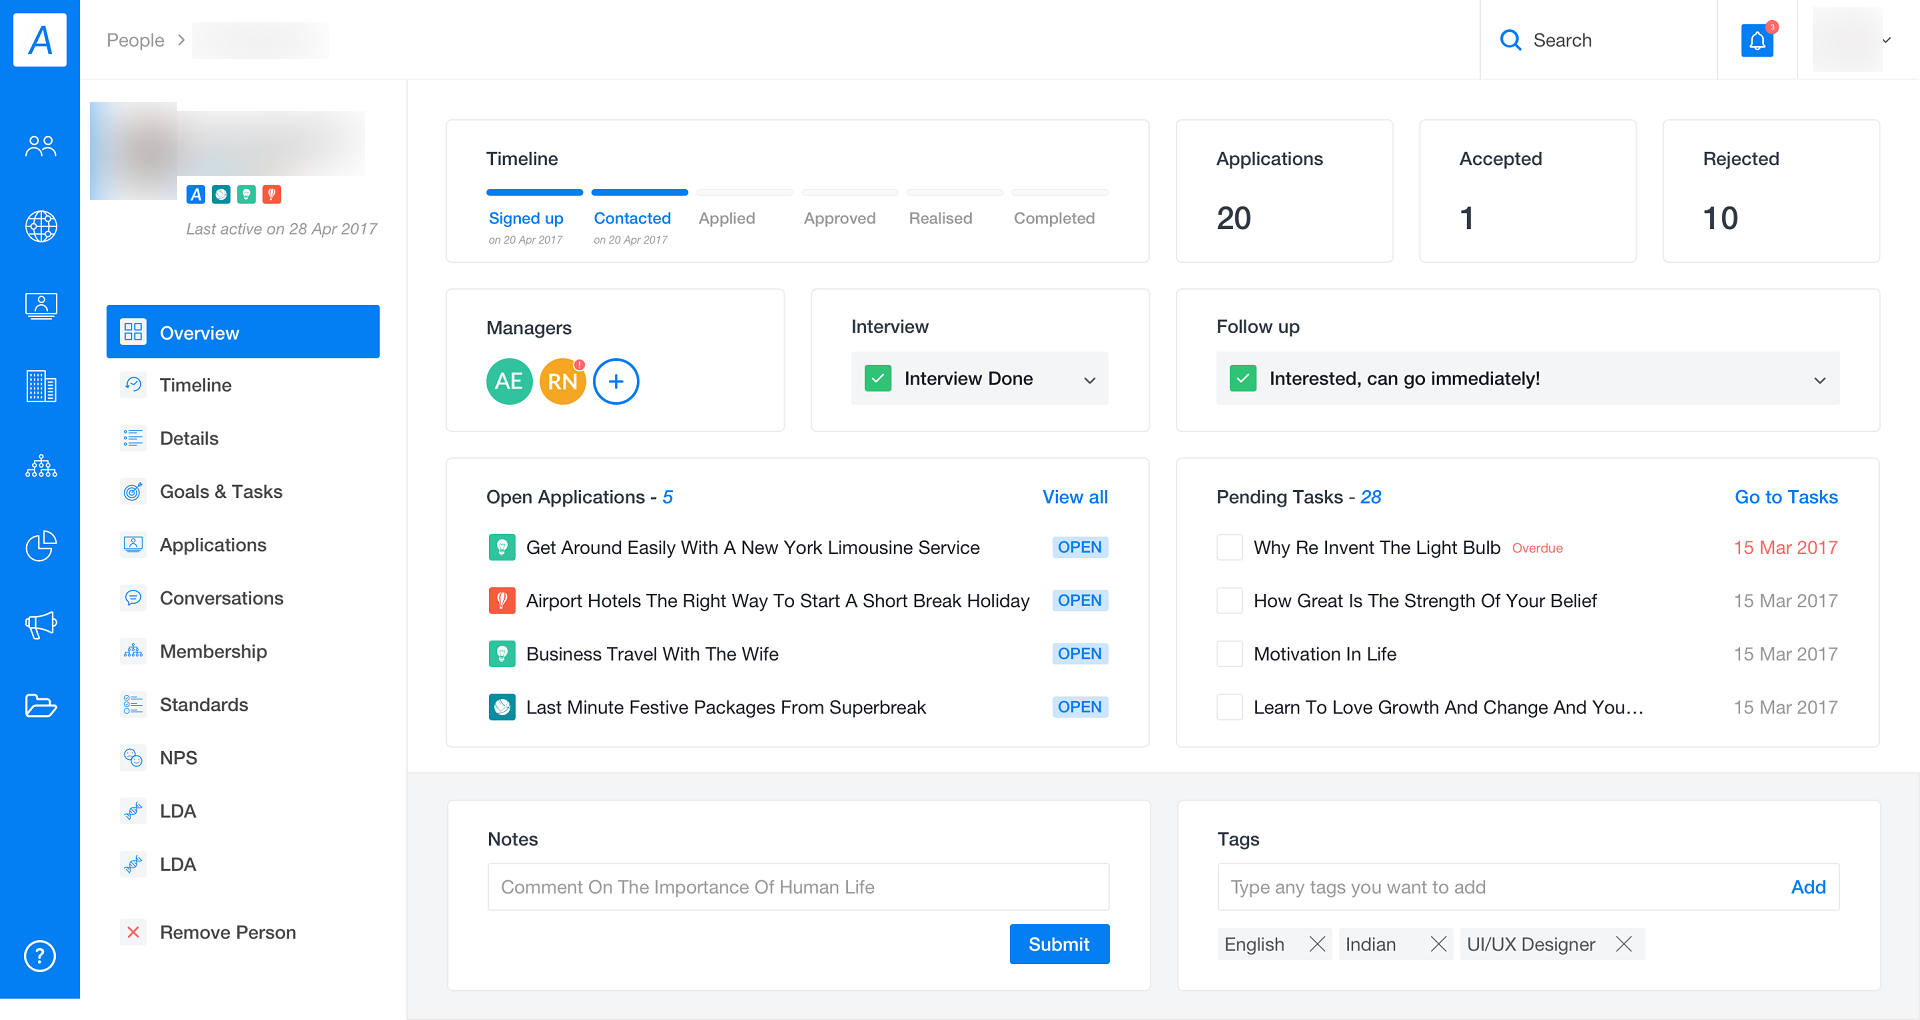 A
People
Search
3
A
Last active on 28 Apr 2017
Overview
Timeline
Details
Goals & Tasks
Applications
Conversations
Membership
Standards
NPS
LDA
LDA
Remove Person
?
Timeline
Signed up
on 20 Apr 2017
Contacted
on 20 Apr 2017
Applied
Approved
Realised
Completed
Applications
20
Accepted
1
Rejected
10
Managers
AE
RN
!
+
Interview
Interview Done
Follow up
Interested, can go immediately!
Open Applications - 5
View all
Get Around Easily With A New York Limousine Service OPEN
Airport Hotels The Right Way To Start A Short Break Holiday OPEN
Business Travel With The Wife OPEN
Last Minute Festive Packages From Superbreak OPEN
Pending Tasks - 28
Go to Tasks
Why Re Invent The Light Bulb Overdue 15 Mar 2017
How Great Is The Strength Of Your Belief 15 Mar 2017
Motivation In Life 15 Mar 2017
Learn To Love Growth And Change And You... 15 Mar 2017
Notes
Comment On The Importance Of Human Life
Submit
Tags
Type any tags you want to add
Add
English
Indian
UI/UX Designer